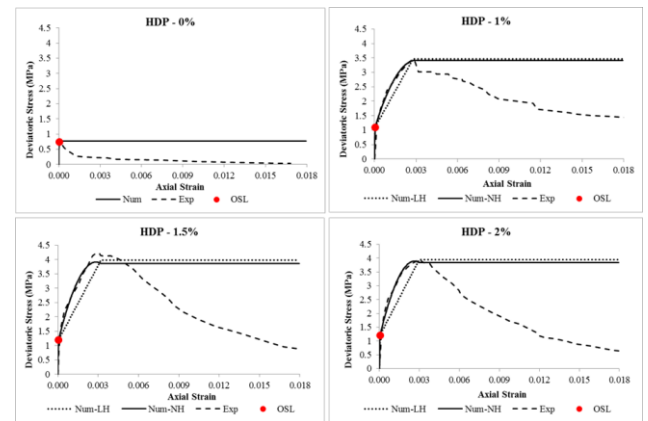 HDP - 0%
Deviatoric Stress (MPa)
5
4.5
4
3.5
3
2.5
2
1.5
1
0.5
0
0.000 0.003 0.006 0.009 0.012 0.015 0.018
Axial Strain
Num Exp OSL
HDP - 1%
Deviatoric Stress (MPa)
5
4.5
4
3.5
3
2.5
2
1.5
1
0.5
0
0.000 0.003 0.006 0.009 0.012 0.015 0.018
Axial Strain
Num-LH Num-NH Exp OSL
HDP - 1.5%
Deviatoric Stress (MPa)
5
4.5
4
3.5
3
2.5
2
1.5
1
0.5
0
0.000 0.003 0.006 0.009 0.012 0.015 0.018
Axial Strain
Num-LH Num-NH Exp OSL
HDP - 2%
Deviatoric Stress (MPa)
5
4.5
4
3.5
3
2.5
2
1.5
1
0.5
0
0.000 0.003 0.006 0.009 0.012 0.015 0.018
Axial Strain
Num-LH Num-NH Exp OSL